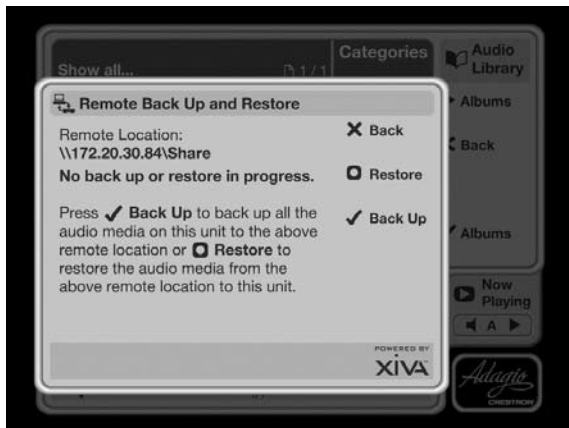 Show all...
1 / 1
Categories
Audio
Library
Albums
Back
Albums
Now
Playing
A
Remote Back Up and Restore
Remote Location:
\\172.20.30.84\Share
No back up or restore in progress.
Press ✓ Back Up to back up all the
audio media on this unit to the above
remote location or Restore to
restore the audio media from the
above remote location to this unit.
Back
Restore
Back Up
POWERED BY
XiVA
Adagio
CRESTRON